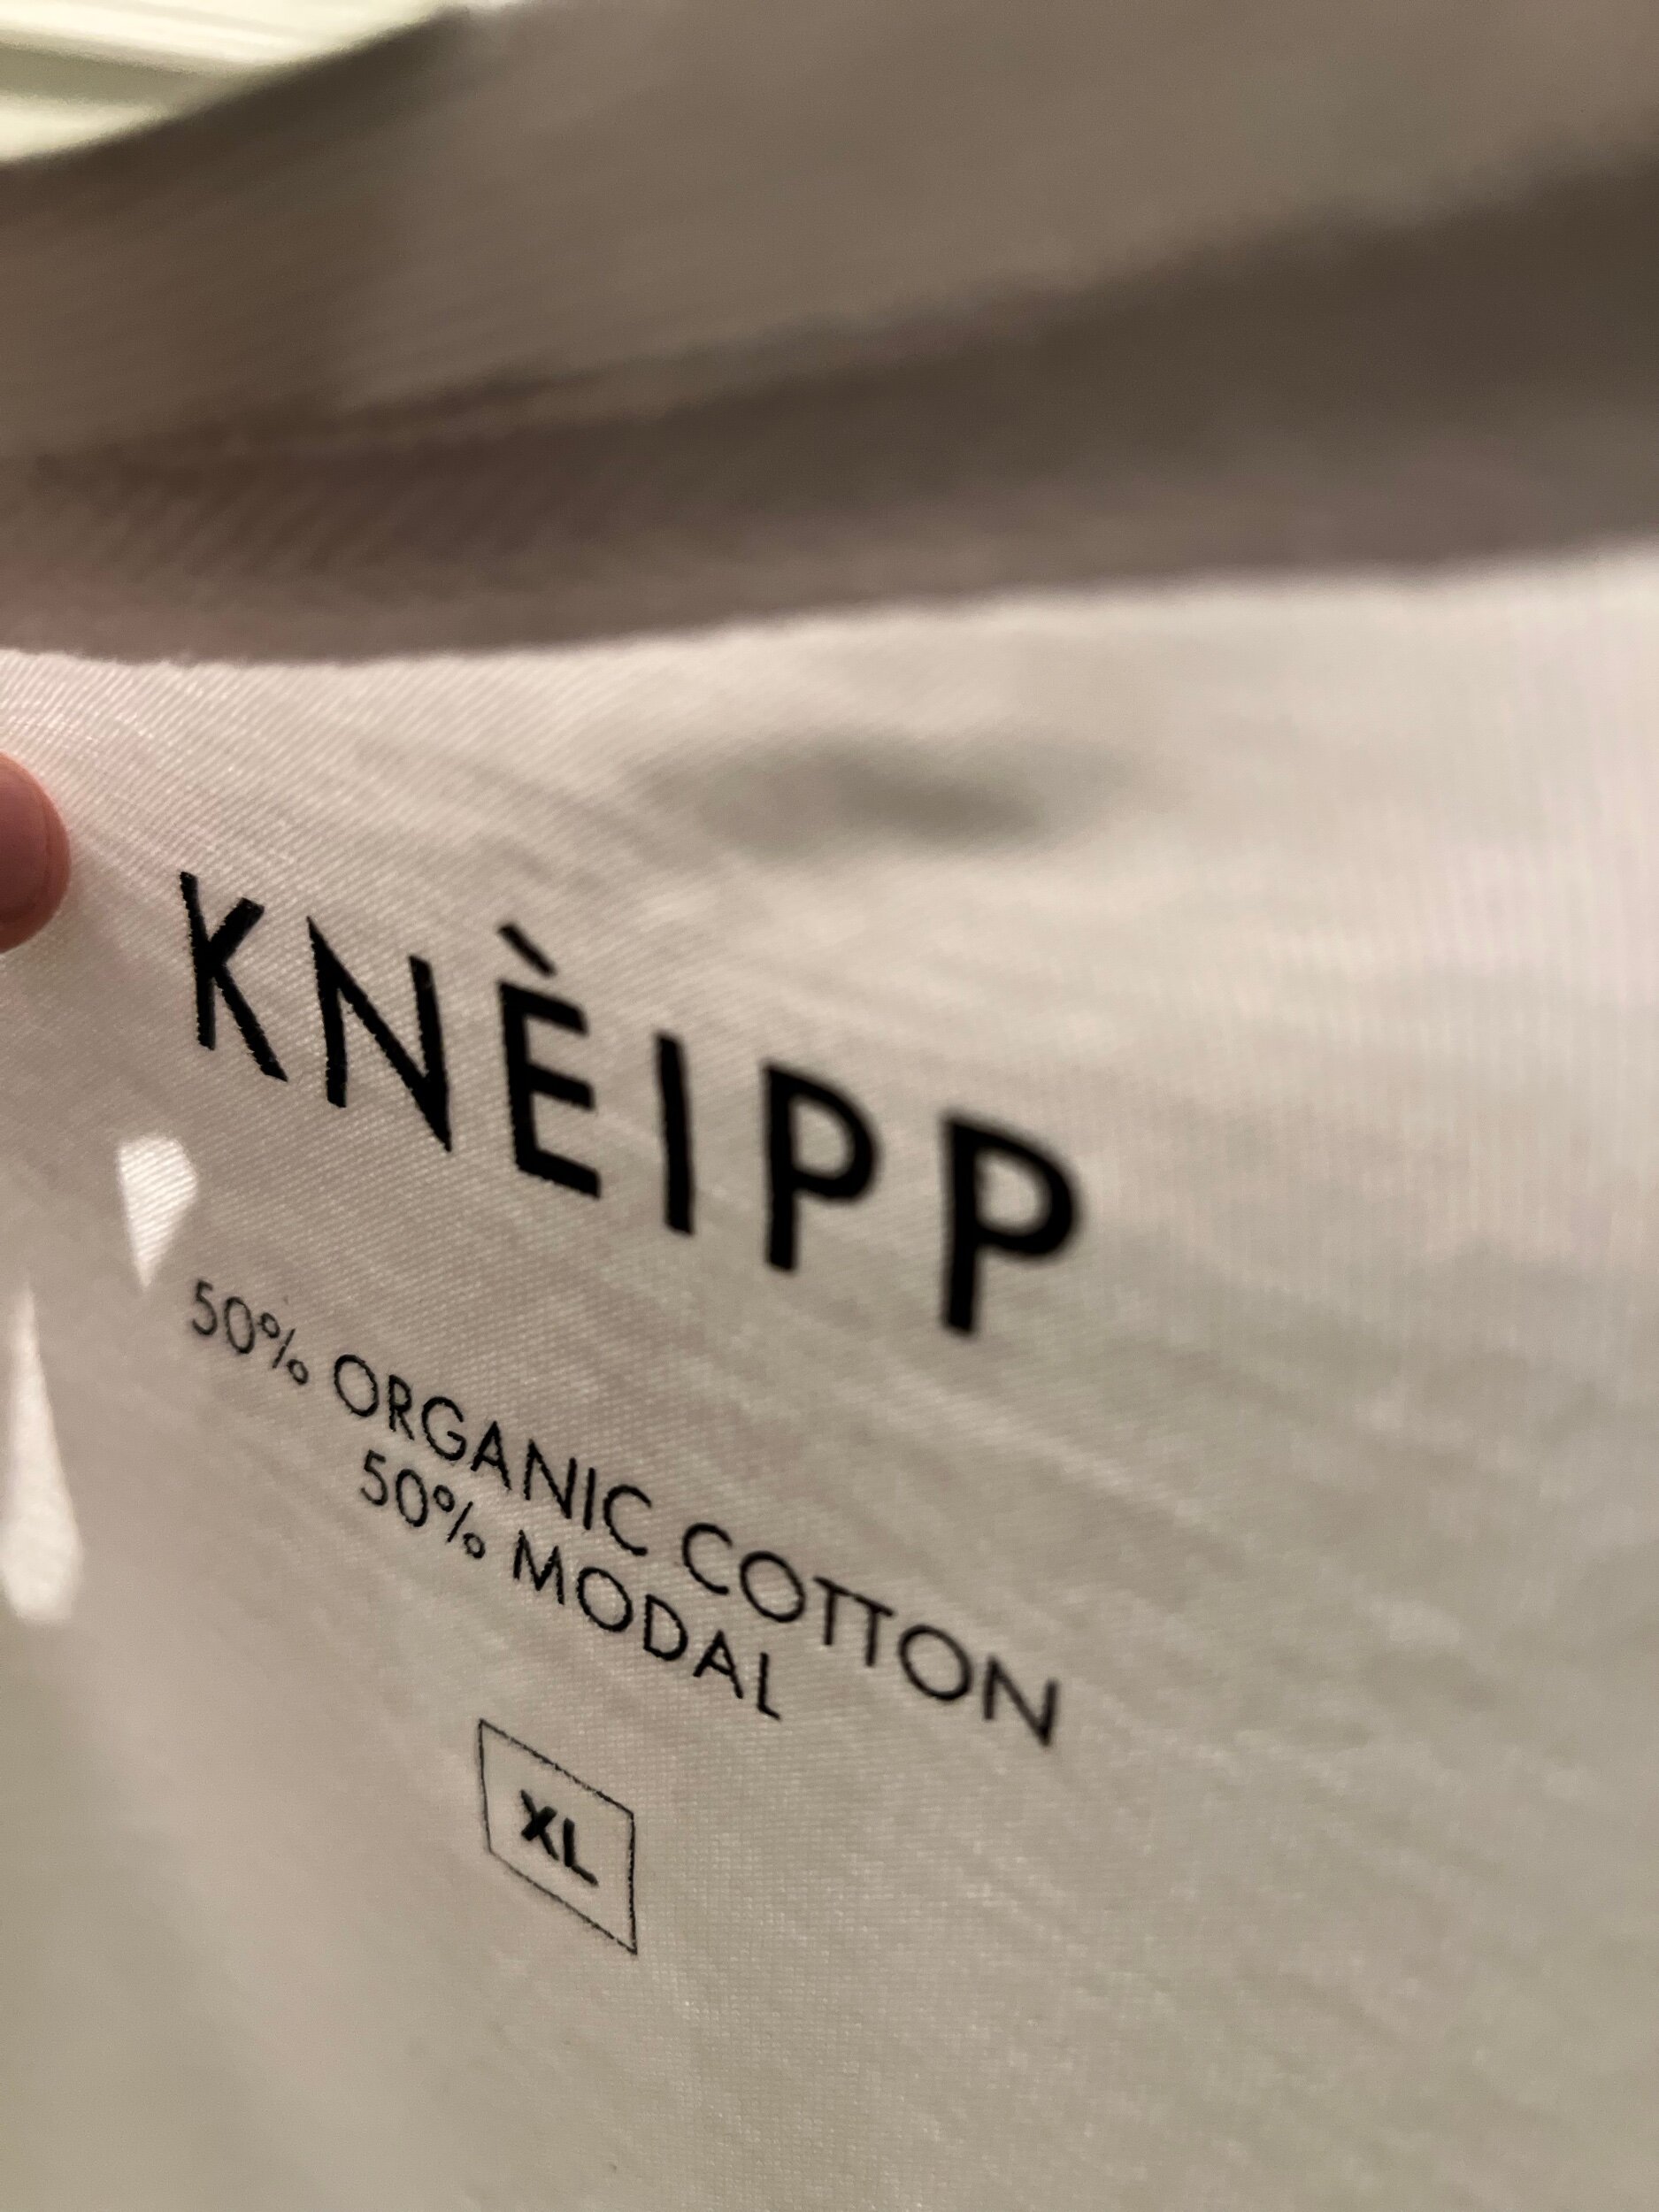 KNÈIPP
50% ORGANIC COTTON
50% MODAL
XL